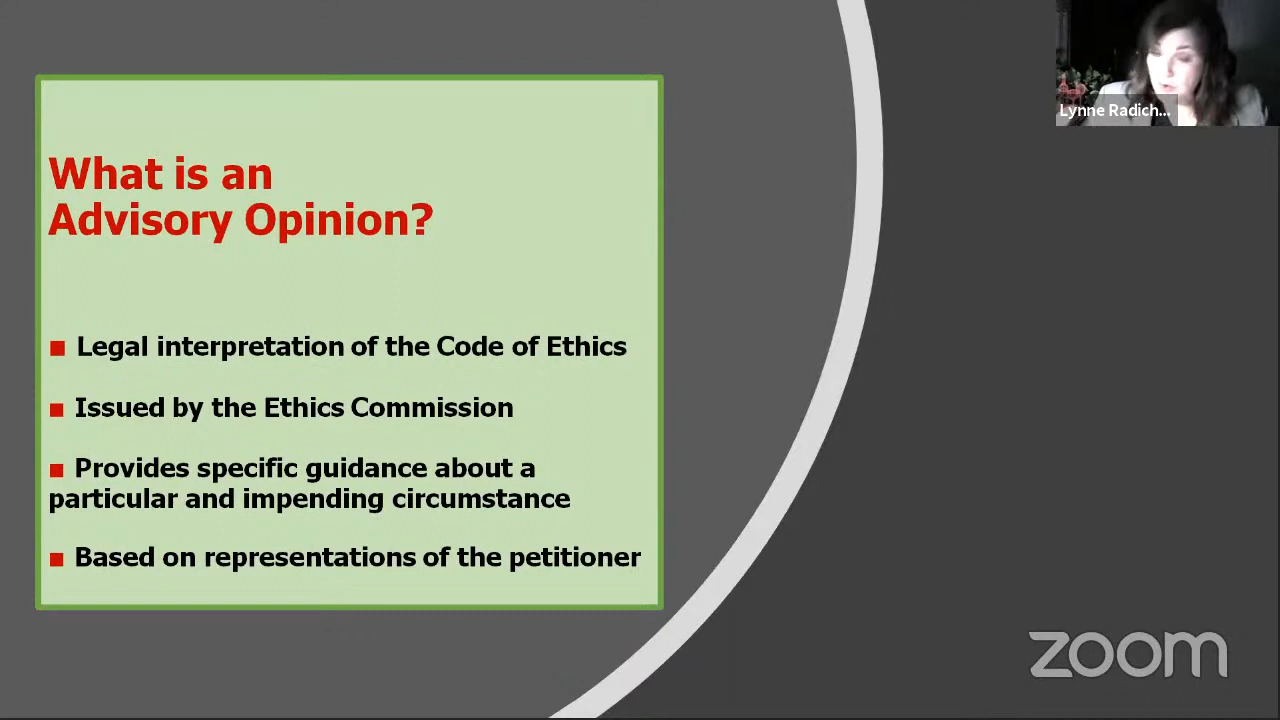 What is an
Advisory Opinion?
■ Legal interpretation of the Code of Ethics
■ Issued by the Ethics Commission
■ Provides specific guidance about a
particular and impending circumstance
■ Based on representations of the petitioner
Lynne Radich...
zoom